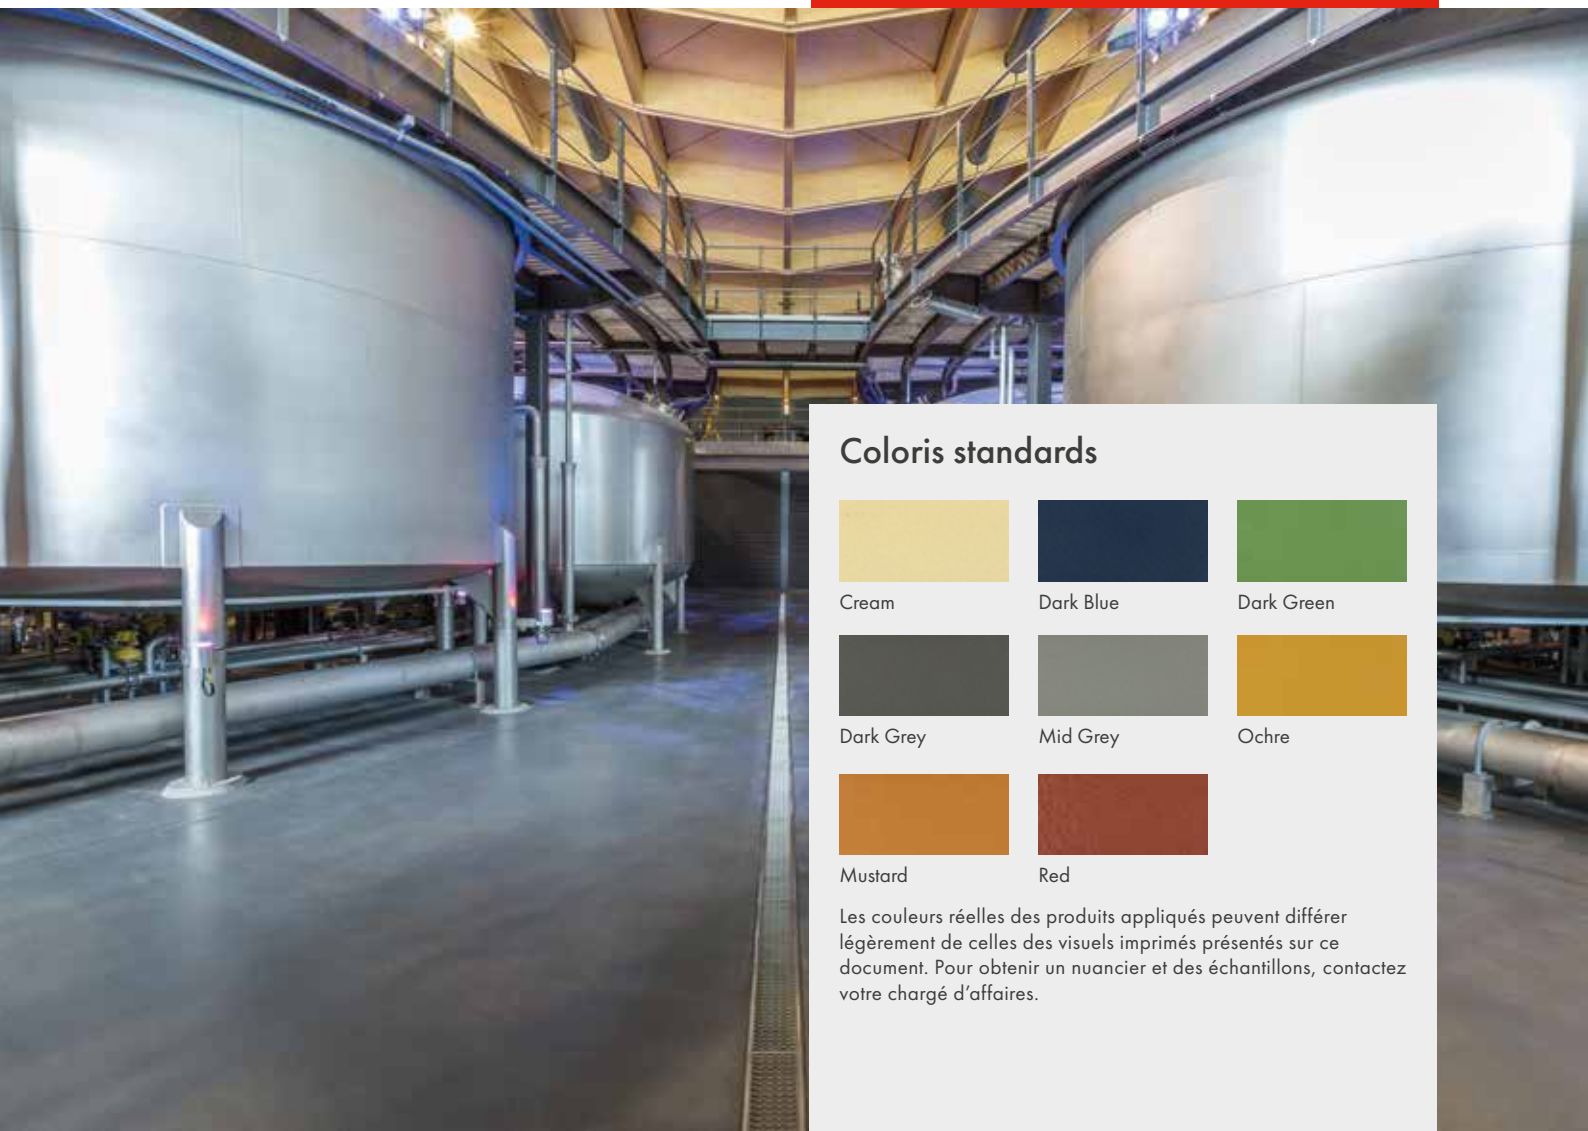 Coloris standards
Cream
Dark Blue
Dark Green
Dark Grey
Mid Grey
Ochre
Mustard
Red
Les couleurs réelles des produits appliqués peuvent différer
légèrement de celles des visuels imprimés présentés sur ce
document. Pour obtenir un nuancier et des échantillons, contactez
votre chargé d’affaires.